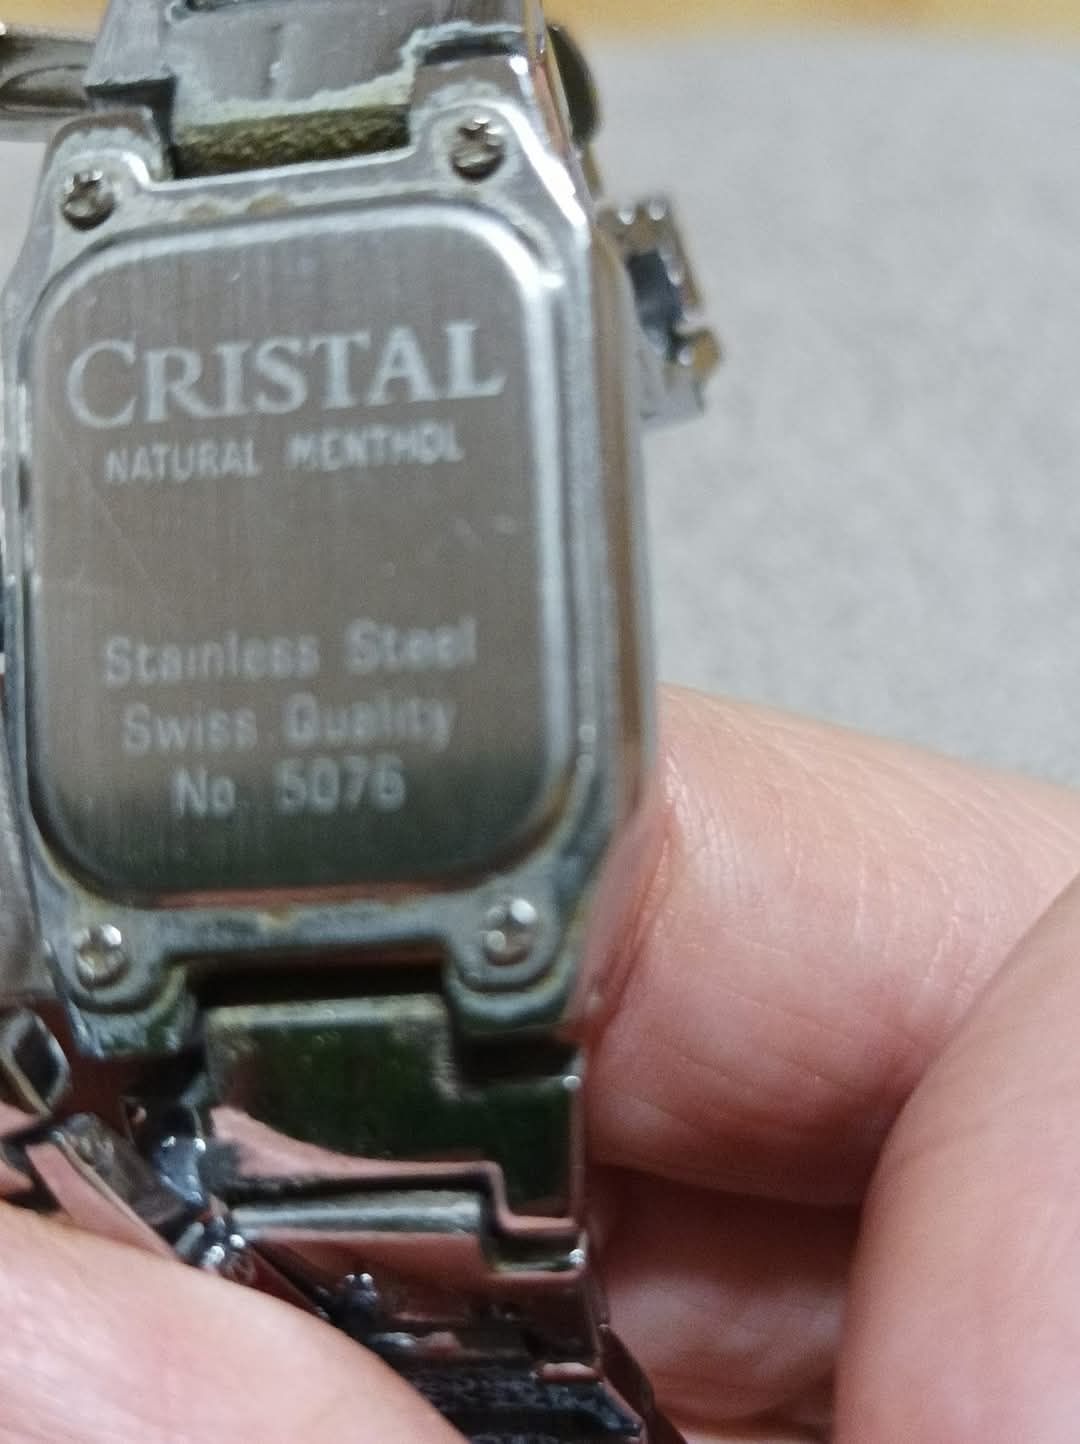 CRISTAL
NATURAL MENTHOL
Stainless Steel
Swiss Quality
No. 5076